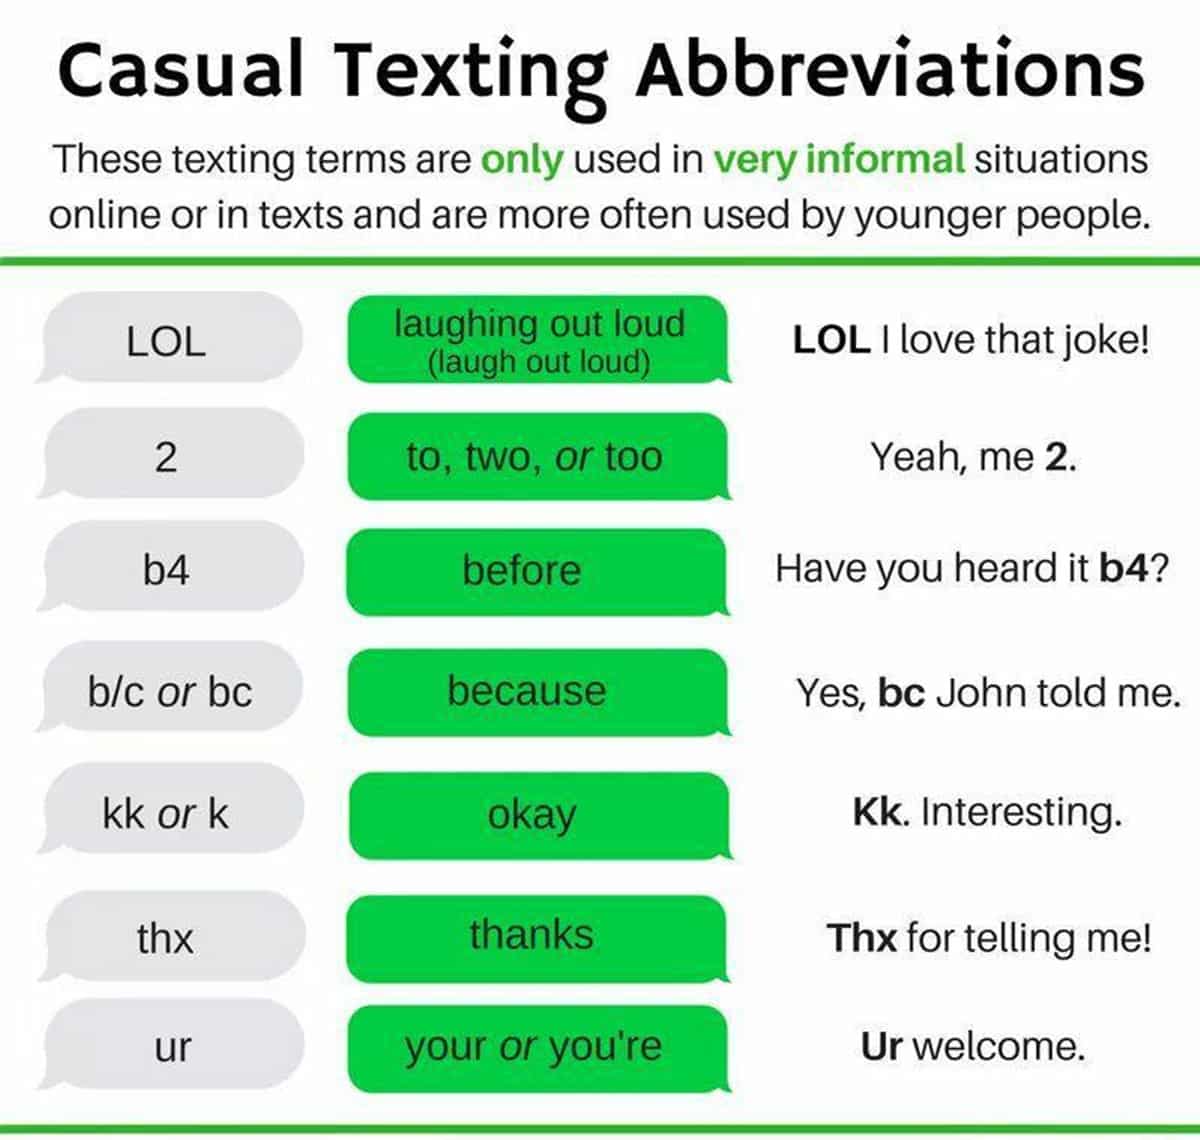 Casual Texting Abbreviations
These texting terms are only used in very informal situations
online or in texts and are more often used by younger people.
LOL
laughing out loud
(laugh out loud)
LOL I love that joke!
2
to, two, or too
Yeah, me 2.
b4
before
Have you heard it b4?
b/c or bc
because
Yes, bc John told me.
kk or k
okay
Kk. Interesting.
thx
thanks
Thx for telling me!
ur
your or you're
Ur welcome.